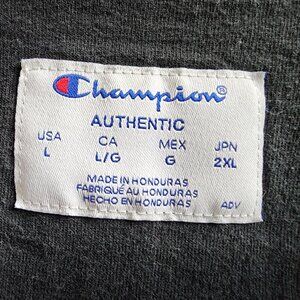 Champion®
AUTHENTIC
USA CA MEX JPN
L L/G G 2XL
MADE IN HONDURAS
FABRIQUÉ AU HONDURAS
HECHO EN HONDURAS ADV